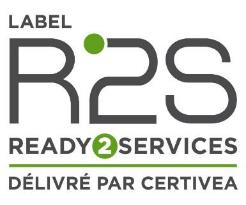 LABEL
R2S
READY2SERVICES
DÉLIVRÉ PAR CERTIVEA